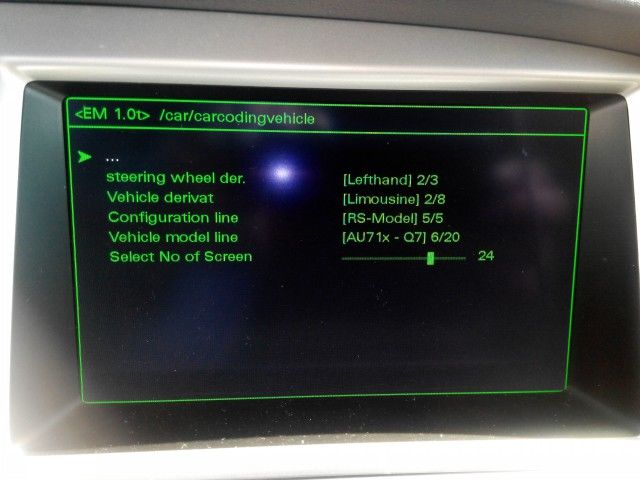 <EM 1.0t> /car/carcodingvehicle
...
steering wheel der. [Lefthand] 2/3
Vehicle derivat [Limousine] 2/8
Configuration line [RS-Model] 5/5
Vehicle model line [AU71x - Q7] 6/20
Select No of Screen 24